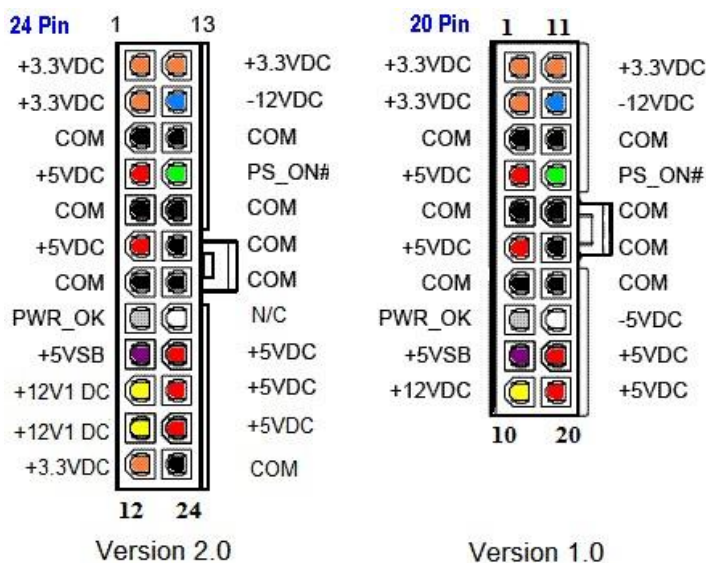 24 Pin 1 13
+3.3VDC +3.3VDC
+3.3VDC -12VDC
COM COM
+5VDC PS_ON#
COM COM
+5VDC COM
COM COM
PWR_OK N/C
+5VSB +5VDC
+12V1 DC +5VDC
+12V1 DC +5VDC
+3.3VDC COM
12 24
Version 2.0
20 Pin 1 11
+3.3VDC +3.3VDC
+3.3VDC -12VDC
COM COM
+5VDC PS_ON#
COM COM
+5VDC COM
COM COM
PWR_OK -5VDC
+5VSB +5VDC
+12VDC +5VDC
10 20
Version 1.0